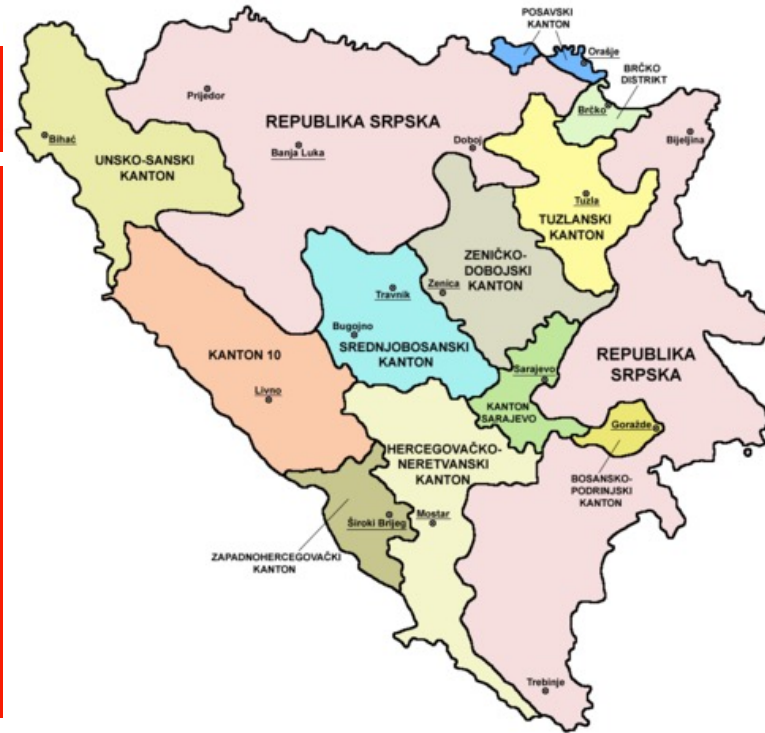 POSAVSKI
KANTON
Orašje
BRČKO
DISTRIKT
Prijedor
Brčko
REPUBLIKA SRPSKA
Bihać
Doboj
Bijeljina
Banja Luka
UNSKO-SANSKI
KANTON
Tuzla
TUZLANSKI
KANTON
ZENIČKO-
DOBOJSKI
KANTON
Travnik
Zenica
Bugojno
SREDNJOBOSANSKI
KANTON
KANTON 10
REPUBLIKA
SRPSKA
Sarajevo
Livno
KANTON
SARAJEVO
Goražde
HERCEGOVAČKO-
NERETVANSKI
KANTON
BOSANSKO-
PODRINJSKI
KANTON
Široki Brijeg
Mostar
ZAPADNOHERCEGOVAČKI
KANTON
Trebinje